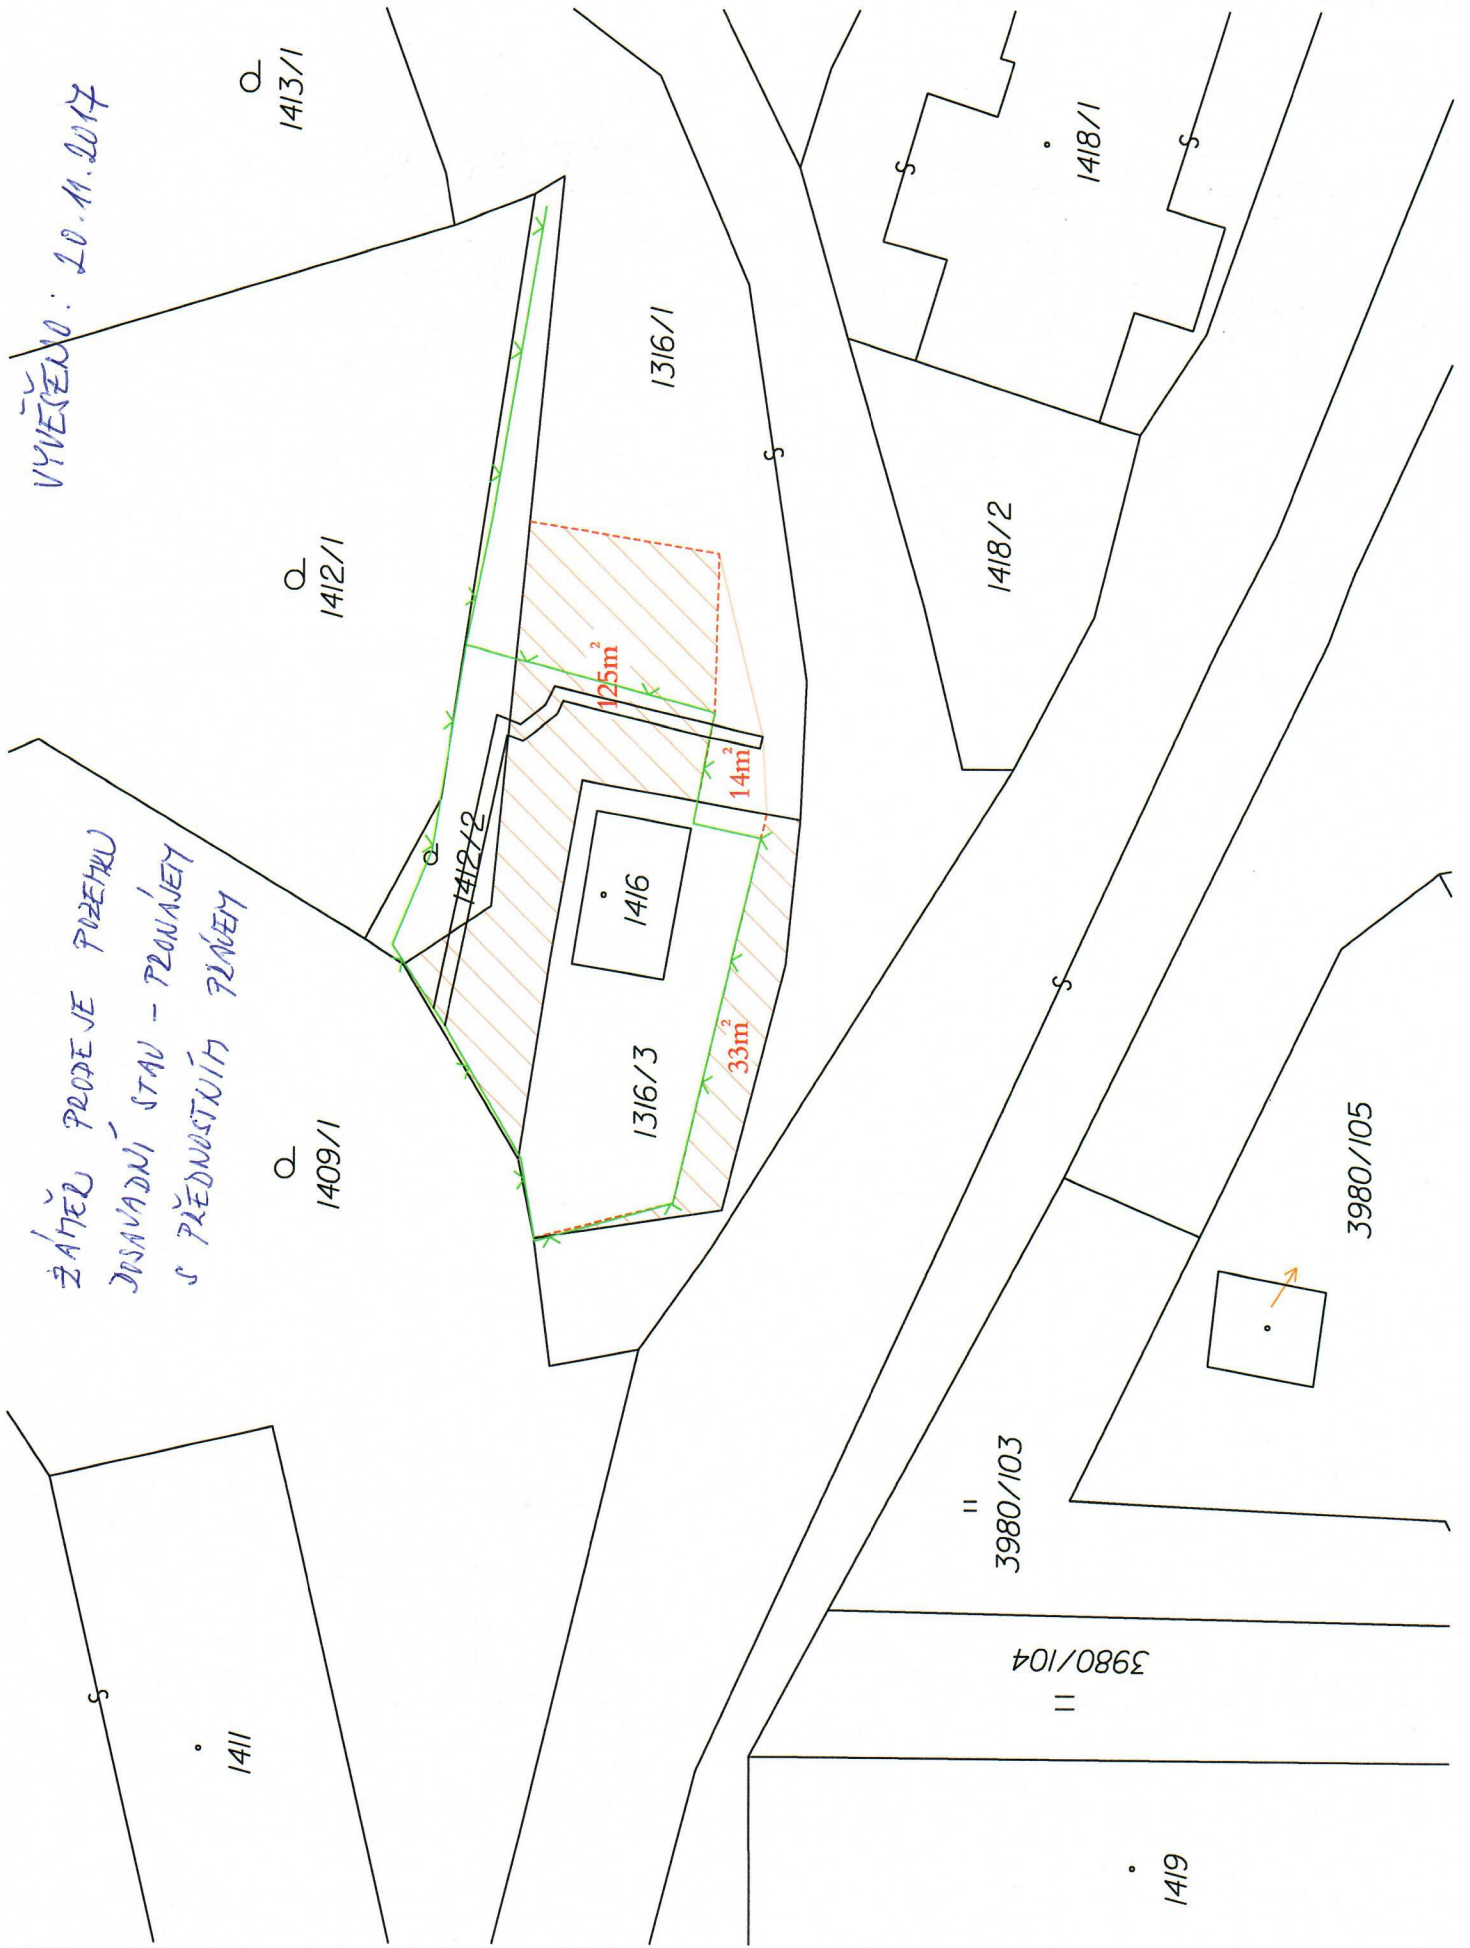 ZÁMĚR PRODEJE POZEMKU
DOSAVADNÍ STAV - PRONÁJEM
S PŘEDNOSTNÍM PRÁVEM
VYVĚŠENO: 20.11.2017
1413/1
1412/1
1409/1
1411
1412/2
1316/1
125m²
14m²
33m²
1416
1316/3
1418/1
1418/2
3980/105
3980/103
3980/104
1419